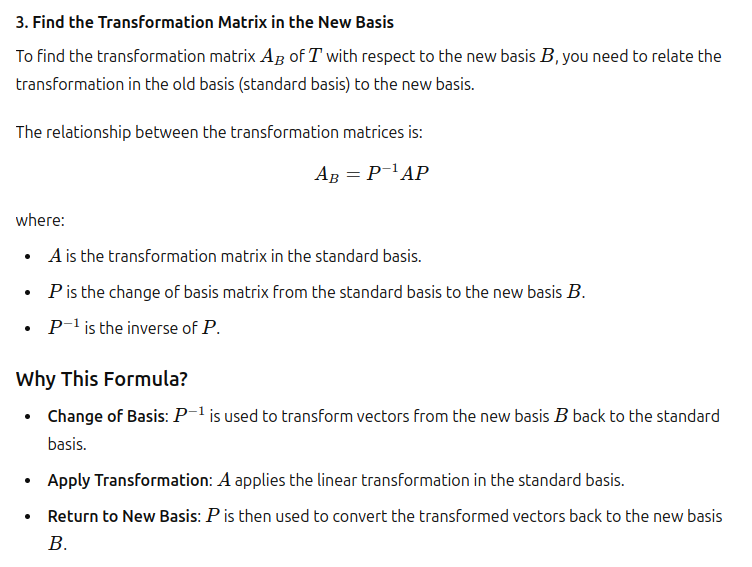 3. Find the Transformation Matrix in the New Basis
To find the transformation matrix A_B of T with respect to the new basis B, you need to relate the
transformation in the old basis (standard basis) to the new basis.
The relationship between the transformation matrices is:
A_B = P^{-1}AP
where:
• A is the transformation matrix in the standard basis.
• P is the change of basis matrix from the standard basis to the new basis B.
• P^{-1} is the inverse of P.
Why This Formula?
• Change of Basis: P^{-1} is used to transform vectors from the new basis B back to the standard
basis.
• Apply Transformation: A applies the linear transformation in the standard basis.
• Return to New Basis: P is then used to convert the transformed vectors back to the new basis
B.